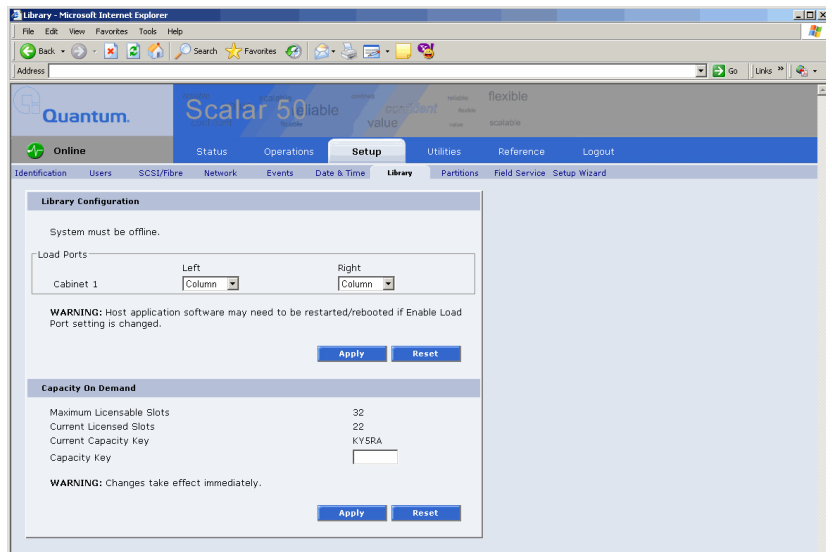 Library - Microsoft Internet Explorer
File Edit View Favorites Tools Help
Back Search Favorites
Address Go Links »
Quantum.
Scalar 50
reliable value confident flexible
scalable
Online Status Operations Setup Utilities Reference Logout
Identification Users SCSI/Fibre Network Events Date & Time Library Partitions Field Service Setup Wizard
Library Configuration
System must be offline.
Load Ports
Left Right
Cabinet 1 Column Column
WARNING: Host application software may need to be restarted/rebooted if Enable Load
Port setting is changed.
Apply Reset
Capacity On Demand
Maximum Licensable Slots 32
Current Licensed Slots 22
Current Capacity Key KY5RA
Capacity Key
WARNING: Changes take effect immediately.
Apply Reset